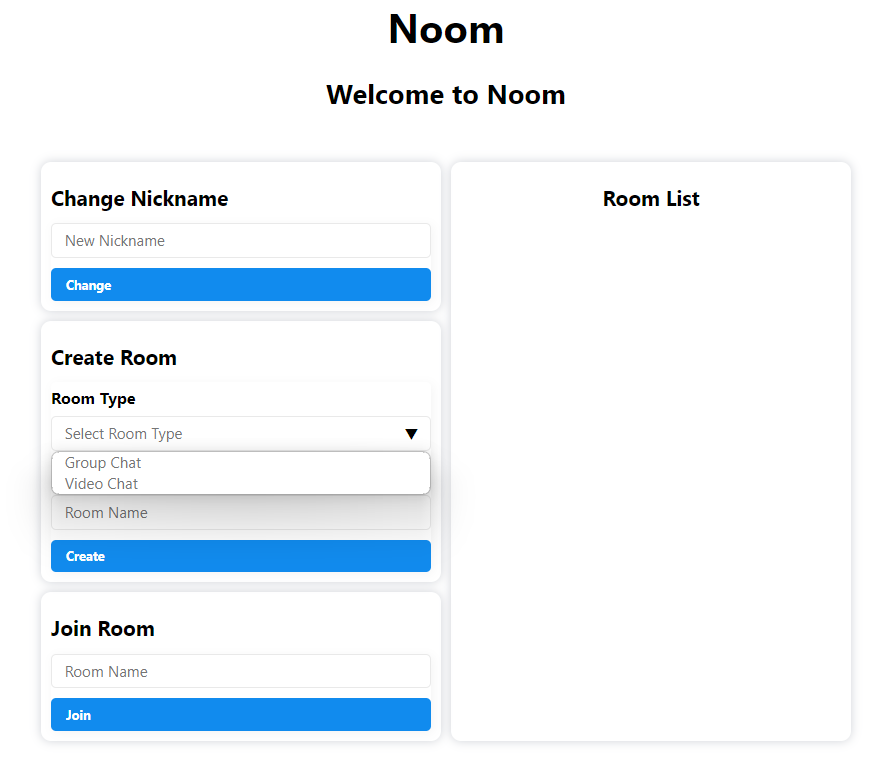 Noom
Welcome to Noom
Change Nickname
New Nickname
Change
Create Room
Room Type
Select Room Type
Group Chat
Video Chat
Room Name
Create
Join Room
Room Name
Join
Room List